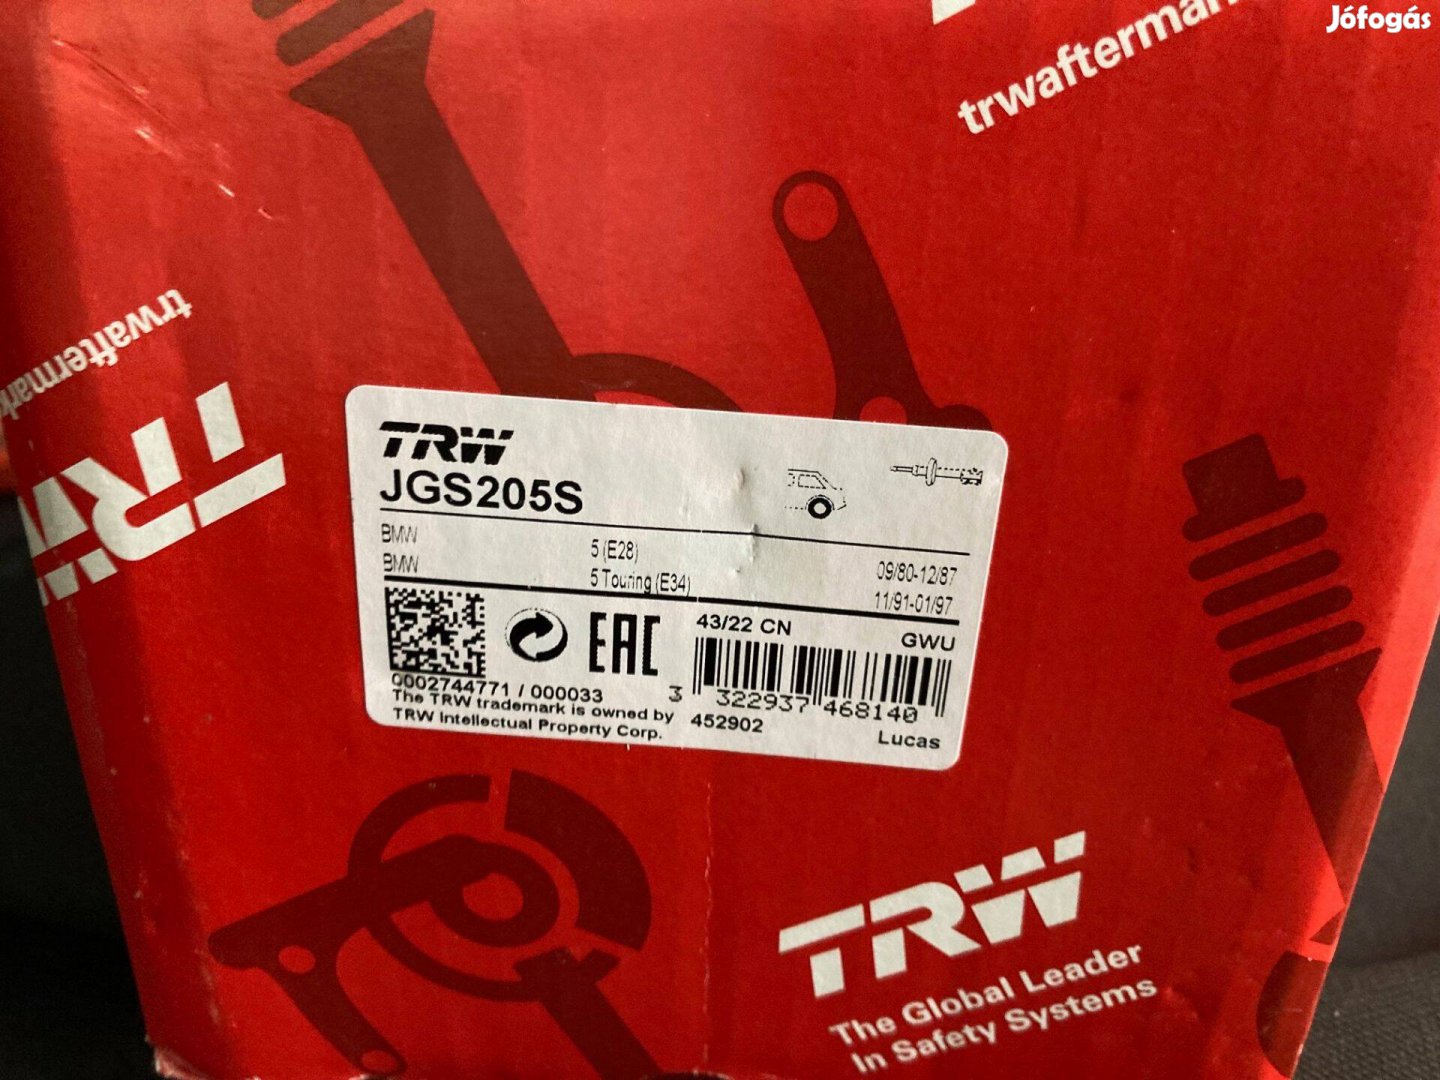 Jófogás
trwafterma
trwaftermark
TRW
TRW
JGS205S
BMW 5 (E28) 09/80-12/87
BMW 5 Touring (E34) 11/91-01/97
EAC
43/22 CN GWU
0002744771 / 000033
3 322937 468140
The TRW trademark is owned by
TRW Intellectual Property Corp.
452902
Lucas
TRW
The Global Leader
In Safety Systems